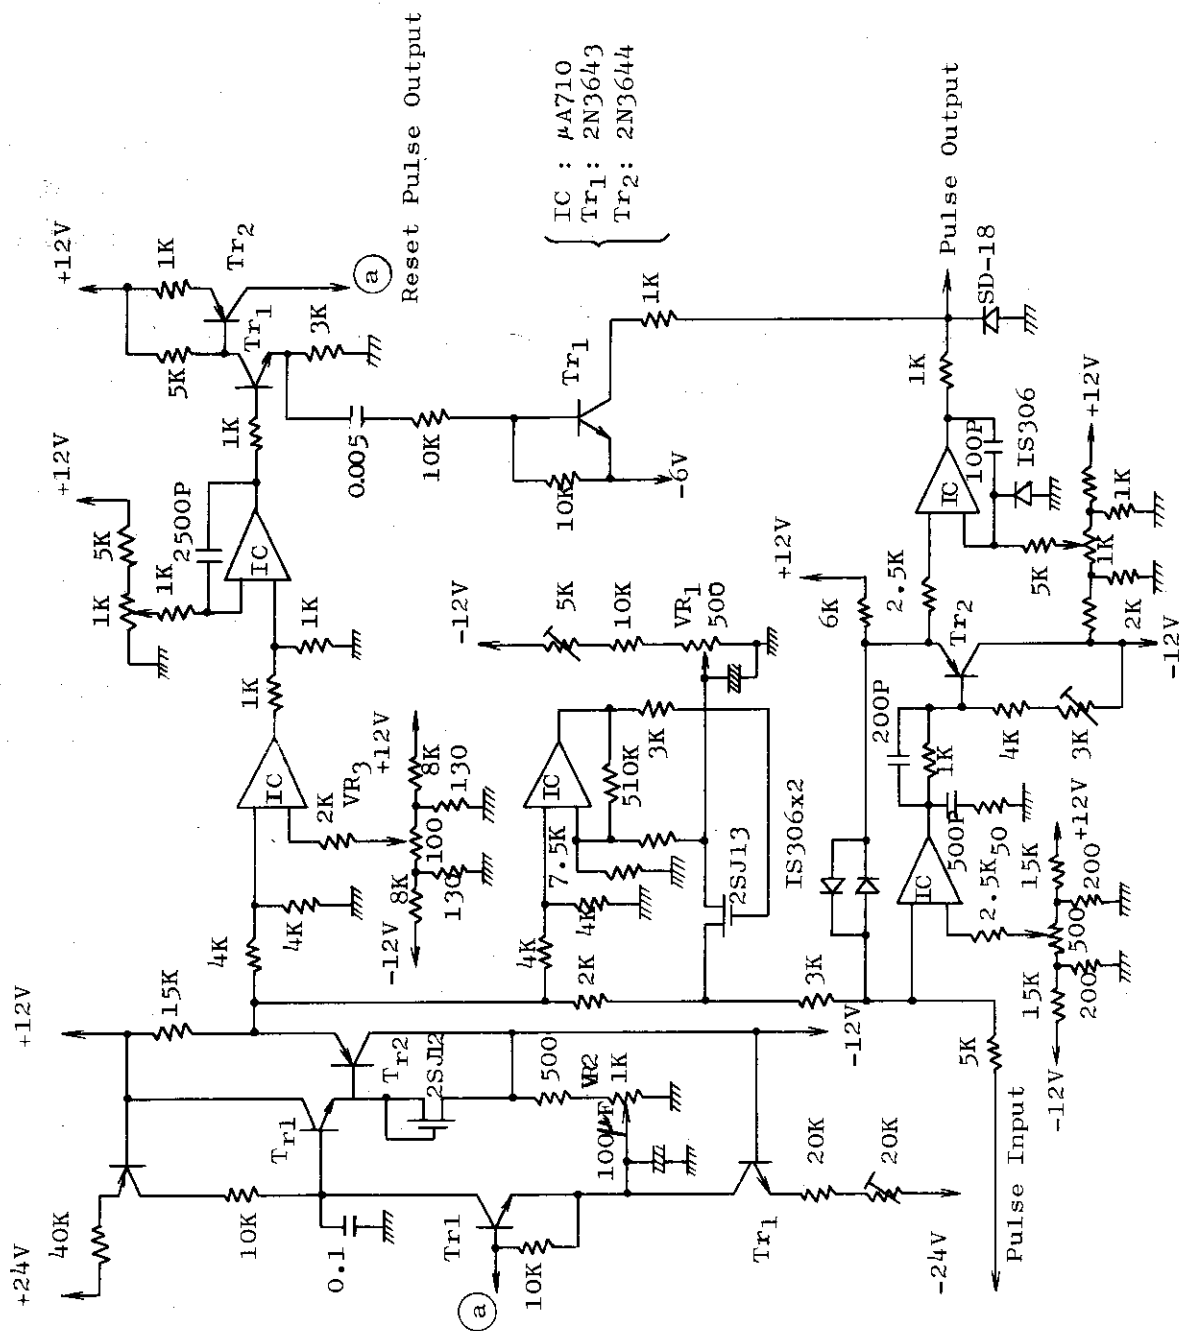 +24V
40K
+12V
15K
10K
0.1
Tr1
Tr2
2SJ12
500
VR2
1K
100μF
Tr1
10K
a
Tr1
20K
20K
-24V
-12V
Pulse Input
5K
4K
4K
IC
2K
VR3
+12V
8K
130
100
8K
130
-12V
1K
1K
+12V
5K
1K
1K
2500P
IC
1K
+12V
5K
1K
Tr2
Tr1
3K
a
Reset Pulse Output
0.005
10K
10K
Tr1
-6V
1K
IC : μA710
Tr1: 2N3643
Tr2: 2N3644
4K
4K
7.5K
IC
510K
3K
2SJ13
-12V
5K
10K
VR1
500
2K
3K
IS306x2
+12V
6K
IC
500P
50
2.5K
15K
+12V
200
500
15K
200
-12V
200P
1K
4K
3K
Tr2
-12V
2.5K
IC
100P
IS306
5K
1K
2K
1K
+12V
1K
SD-18
Pulse Output